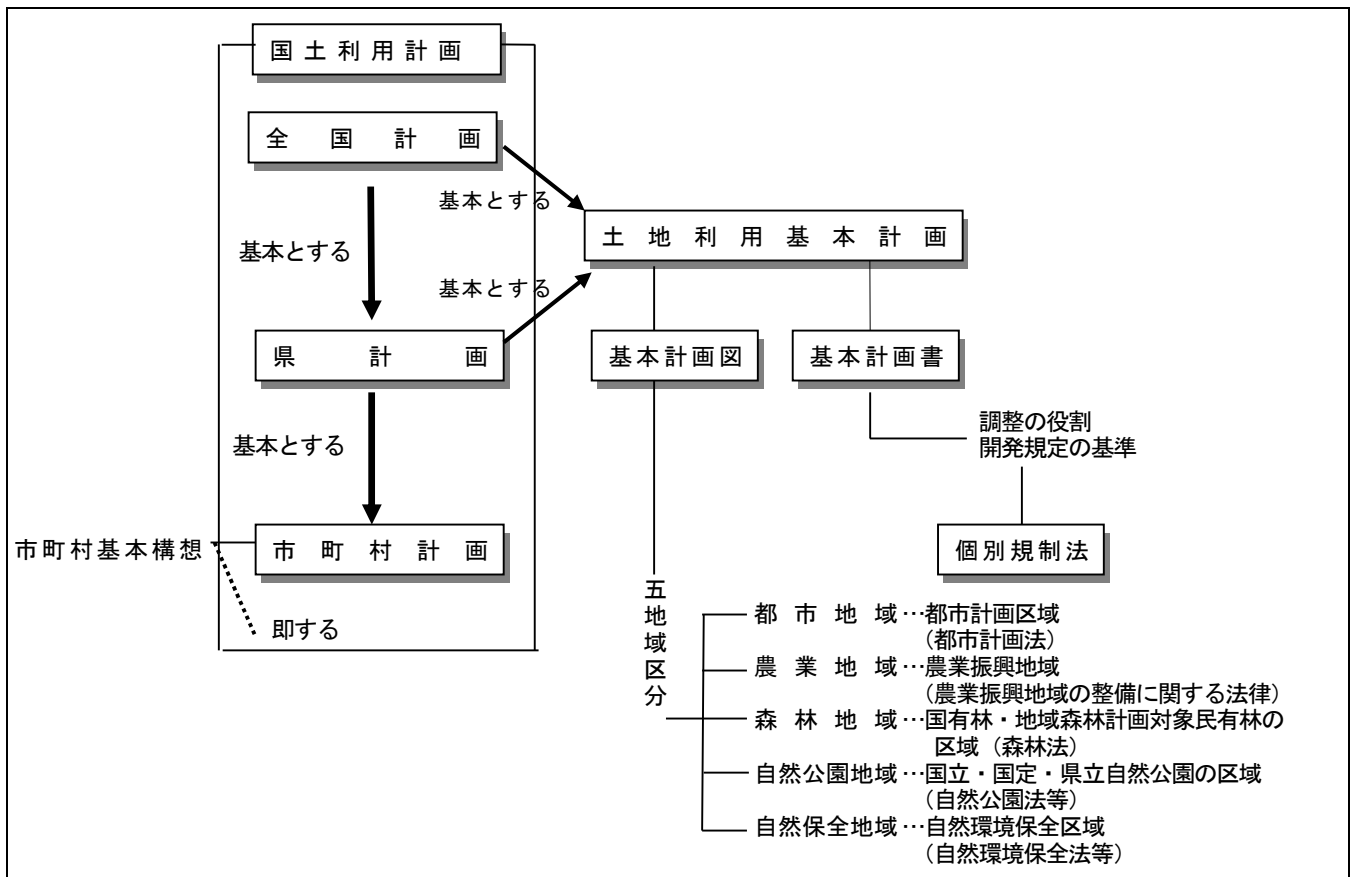 国土利用計画
全国計画
基本とする
土地利用基本計画
基本とする
基本とする
県計画
基本計画図
基本計画書
調整の役割
開発規定の基準
基本とする
市町村基本構想
市町村計画
個別規制法
即する
五地域区分
都市地域…都市計画区域
(都市計画法)
農業地域…農業振興地域
(農業振興地域の整備に関する法律)
森林地域…国有林・地域森林計画対象民有林の
区域(森林法)
自然公園地域…国立・国定・県立自然公園の区域
(自然公園法等)
自然保全地域…自然環境保全区域
(自然環境保全法等)